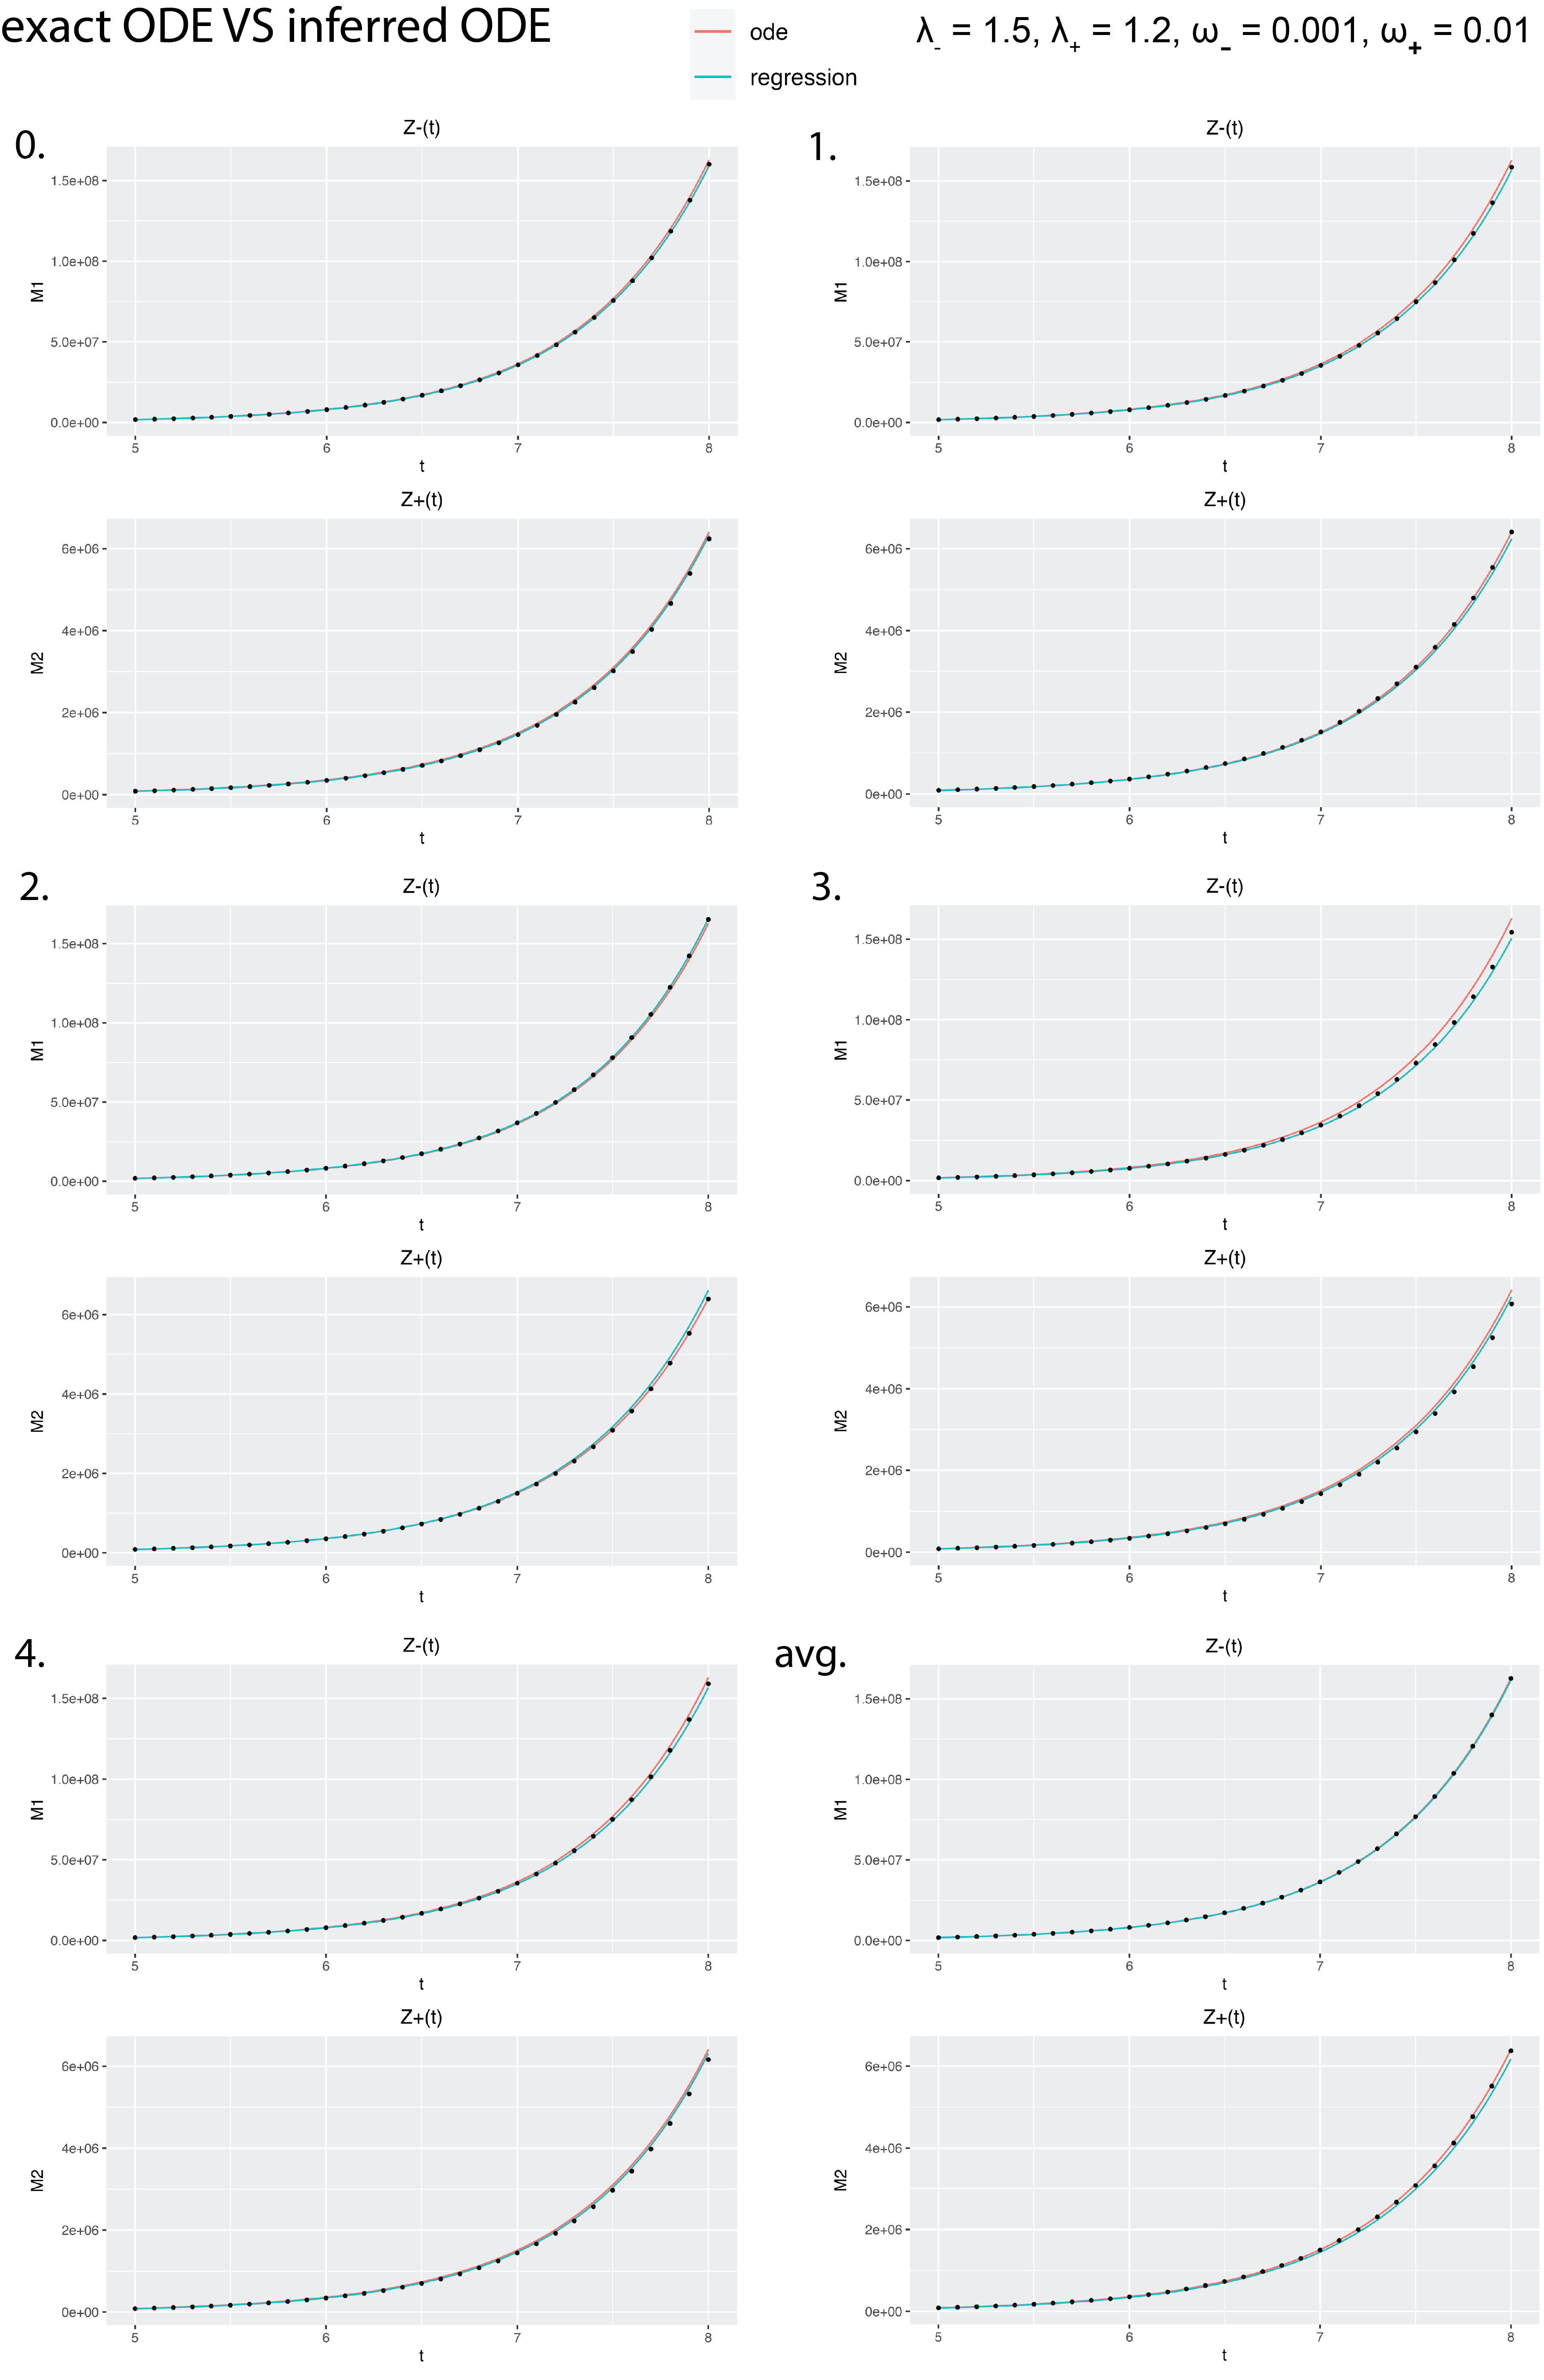 exact ODE VS inferred ODE
ode
regression
λ- = 1.5, λ+ = 1.2, ω- = 0.001, ω+ = 0.01
0.
Z-(t)
M1
1.5e+08
1.0e+08
5.0e+07
0.0e+00
5 6 7 8
t
Z+(t)
M2
6e+06
4e+06
2e+06
0e+00
5 6 7 8
t
1.
Z-(t)
M1
1.5e+08
1.0e+08
5.0e+07
0.0e+00
5 6 7 8
t
Z+(t)
M2
6e+06
4e+06
2e+06
0e+00
5 6 7 8
t
2.
Z-(t)
M1
1.5e+08
1.0e+08
5.0e+07
0.0e+00
5 6 7 8
t
Z+(t)
M2
6e+06
4e+06
2e+06
0e+00
5 6 7 8
t
3.
Z-(t)
M1
1.5e+08
1.0e+08
5.0e+07
0.0e+00
5 6 7 8
t
Z+(t)
M2
6e+06
4e+06
2e+06
0e+00
5 6 7 8
t
4.
Z-(t)
M1
1.5e+08
1.0e+08
5.0e+07
0.0e+00
5 6 7 8
t
Z+(t)
M2
6e+06
4e+06
2e+06
0e+00
5 6 7 8
t
avg.
Z-(t)
M1
1.5e+08
1.0e+08
5.0e+07
0.0e+00
5 6 7 8
t
Z+(t)
M2
6e+06
4e+06
2e+06
0e+00
5 6 7 8
t